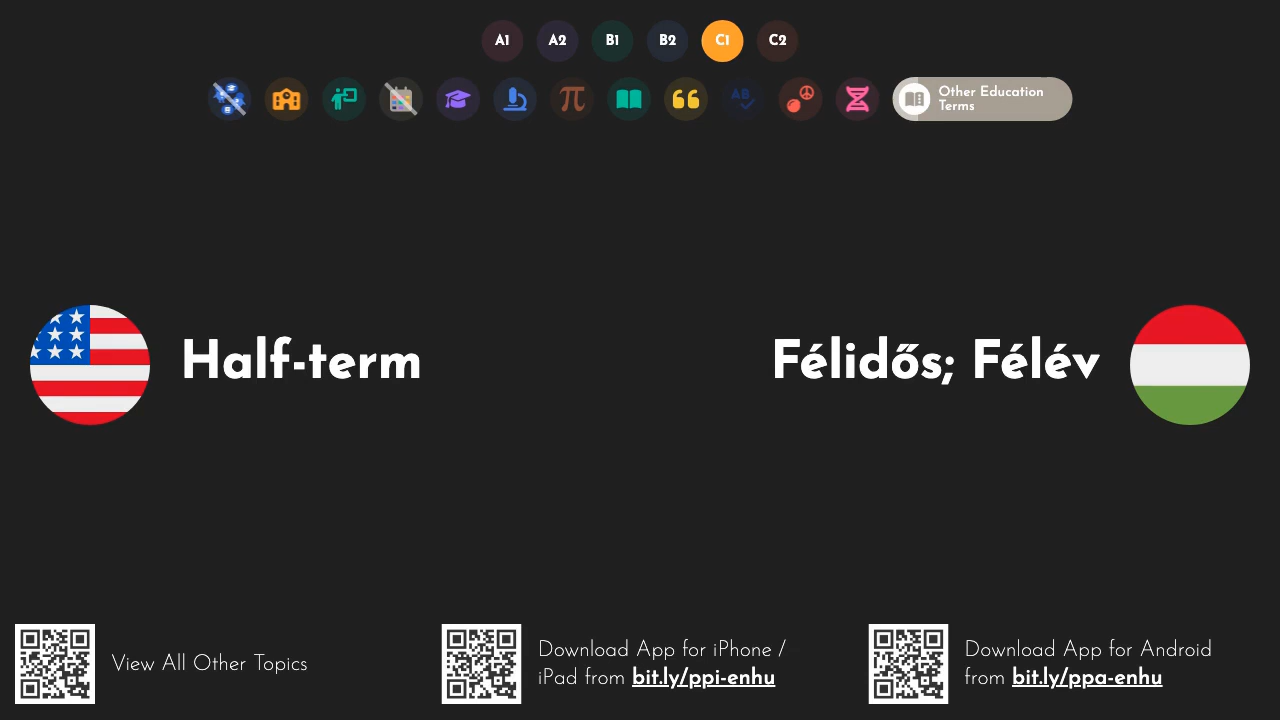 A1 A2 B1 B2 C1 C2
Other Education
Terms
Half-term
Félidős; Félév
View All Other Topics
Download App for iPhone /
iPad from bit.ly/ppi-enhu
Download App for Android
from bit.ly/ppa-enhu